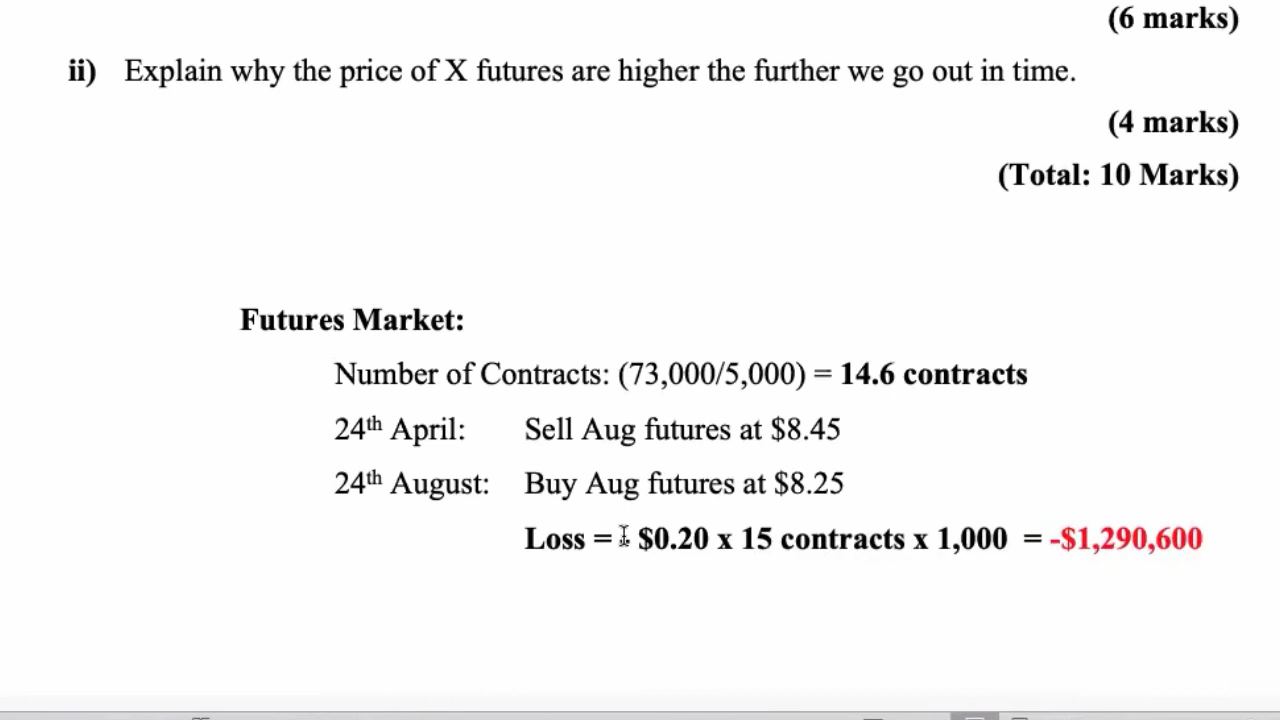 (6 marks)
ii) Explain why the price of X futures are higher the further we go out in time.
(4 marks)
(Total: 10 Marks)
Futures Market:
Number of Contracts: (73,000/5,000) = 14.6 contracts
24th April: Sell Aug futures at $8.45
24th August: Buy Aug futures at $8.25
Loss = $0.20 x 15 contracts x 1,000 = -$1,290,600